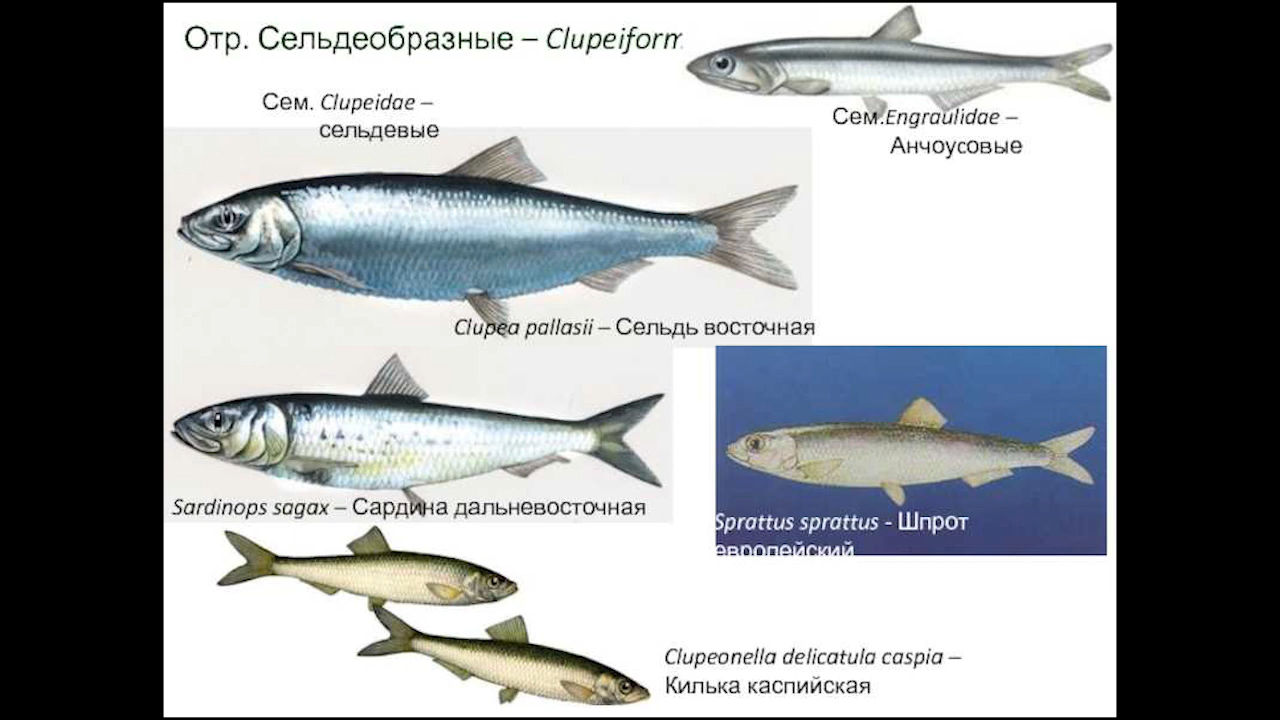 Отр. Сельдеобразные – Clupeiform
Сем. Clupeidae –
сельдевые
Сем.Engraulidae –
Анчоусовые
Clupea pallasii – Сельдь восточная
Sardinops sagax – Сардина дальневосточная
Sprattus sprattus - Шпрот
европейский
Clupeonella delicatula caspia –
Килька каспийская